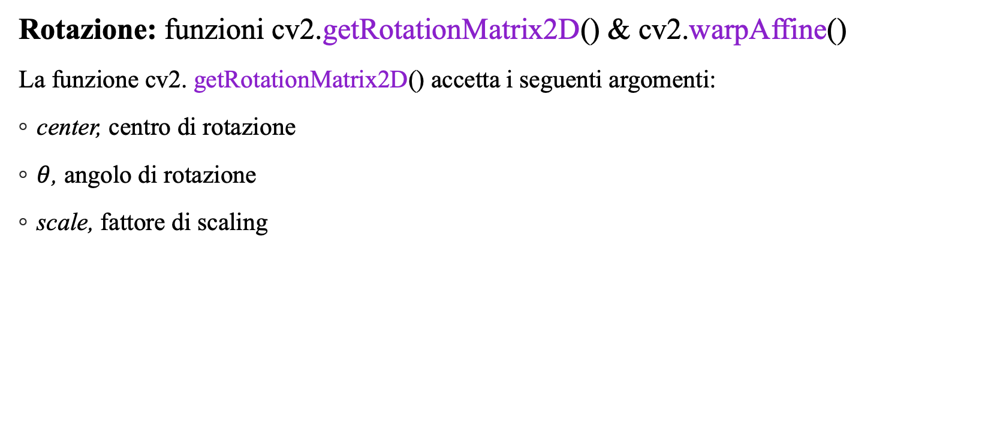 Rotazione: funzioni cv2.getRotationMatrix2D() & cv2.warpAffine()
La funzione cv2. getRotationMatrix2D() accetta i seguenti argomenti:
◦ center, centro di rotazione
◦ θ, angolo di rotazione
◦ scale, fattore di scaling